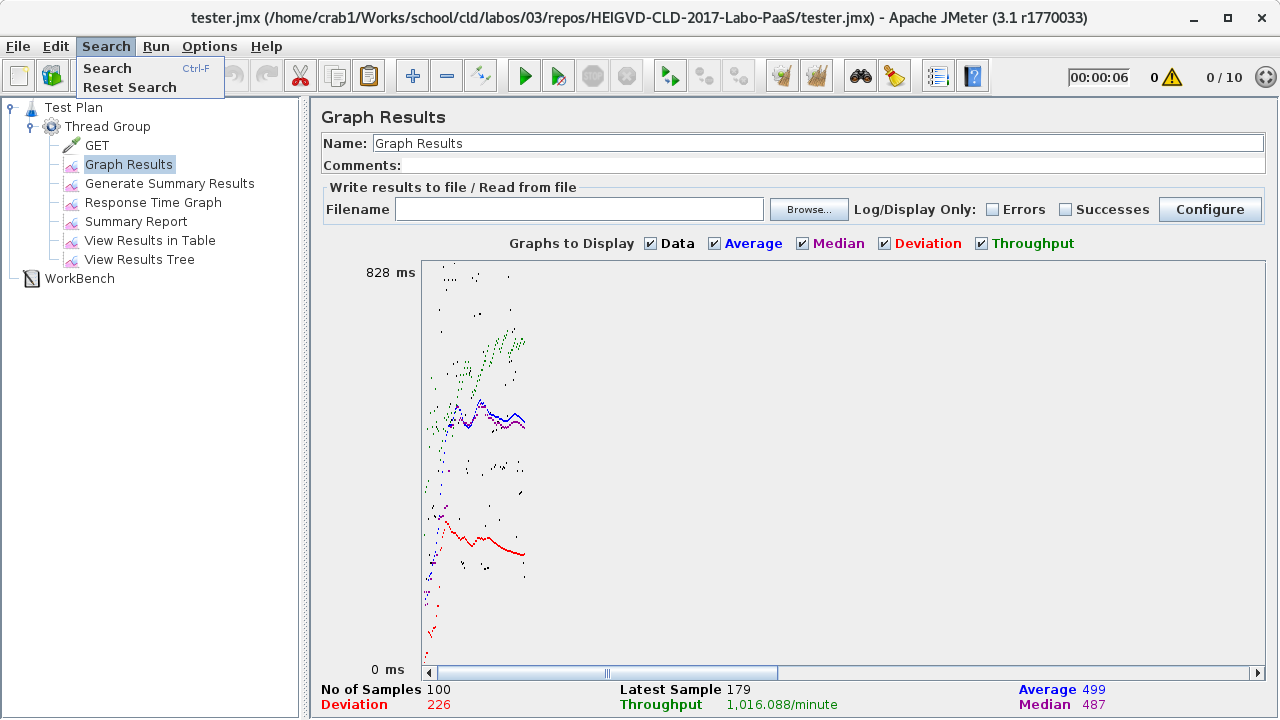 tester.jmx (/home/crab1/Works/school/cld/labos/03/repos/HEIGVD-CLD-2017-Labo-PaaS/tester.jmx) - Apache JMeter (3.1 r1770033)
File Edit Search Run Options Help
Search Ctrl-F
Reset Search
00:00:06 0 0 / 10
Test Plan
Thread Group
GET
Graph Results
Generate Summary Results
Response Time Graph
Summary Report
View Results in Table
View Results Tree
WorkBench
Graph Results
Name: Graph Results
Comments:
Write results to file / Read from file
Filename Browse... Log/Display Only: Errors Successes Configure
Graphs to Display Data Average Median Deviation Throughput
828 ms
0 ms
No of Samples 100 Latest Sample 179 Average 499
Deviation 226 Throughput 1,016.088/minute Median 487